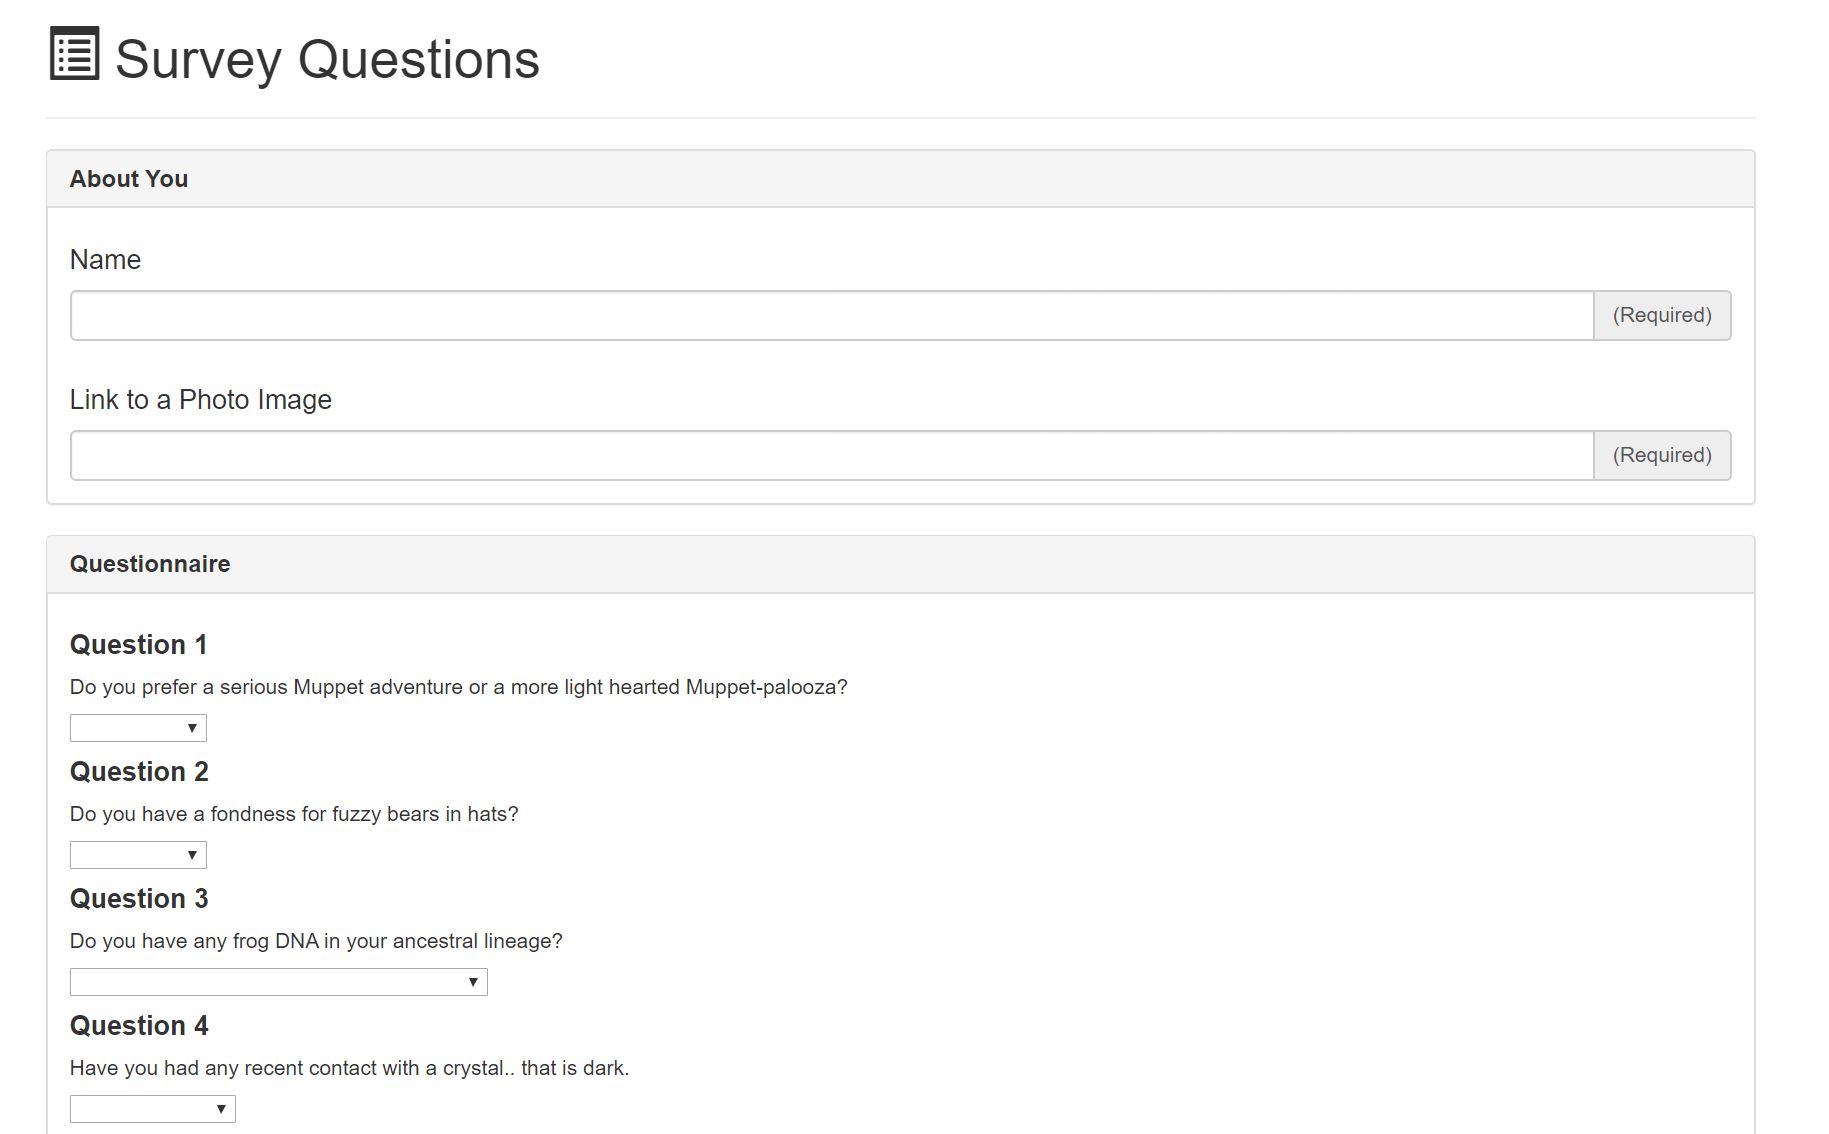 Survey Questions
About You
Name
(Required)
Link to a Photo Image
(Required)
Questionnaire
Question 1
Do you prefer a serious Muppet adventure or a more light hearted Muppet-palooza?
Question 2
Do you have a fondness for fuzzy bears in hats?
Question 3
Do you have any frog DNA in your ancestral lineage?
Question 4
Have you had any recent contact with a crystal.. that is dark.